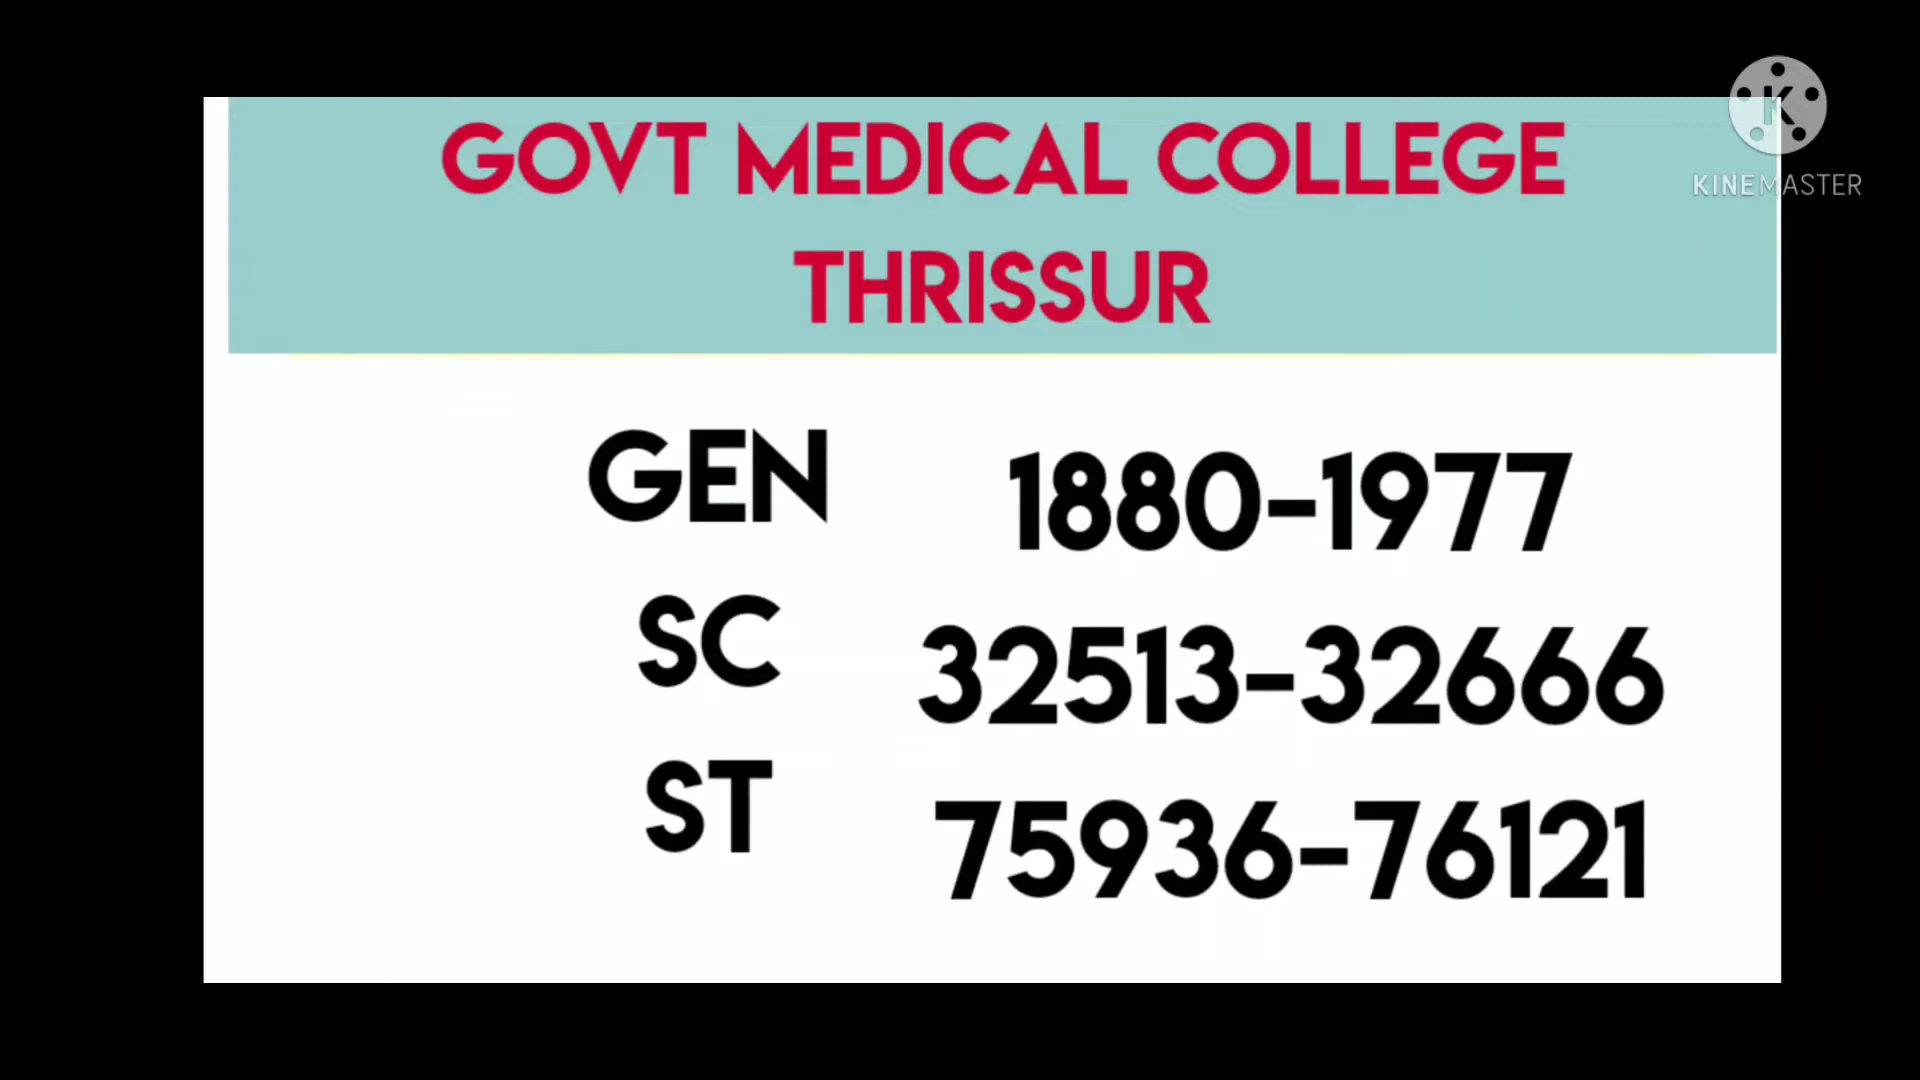 GOVT MEDICAL COLLEGE
THRISSUR
K
KINEMASTER
GEN 1880-1977
SC 32513-32666
ST 75936-76121